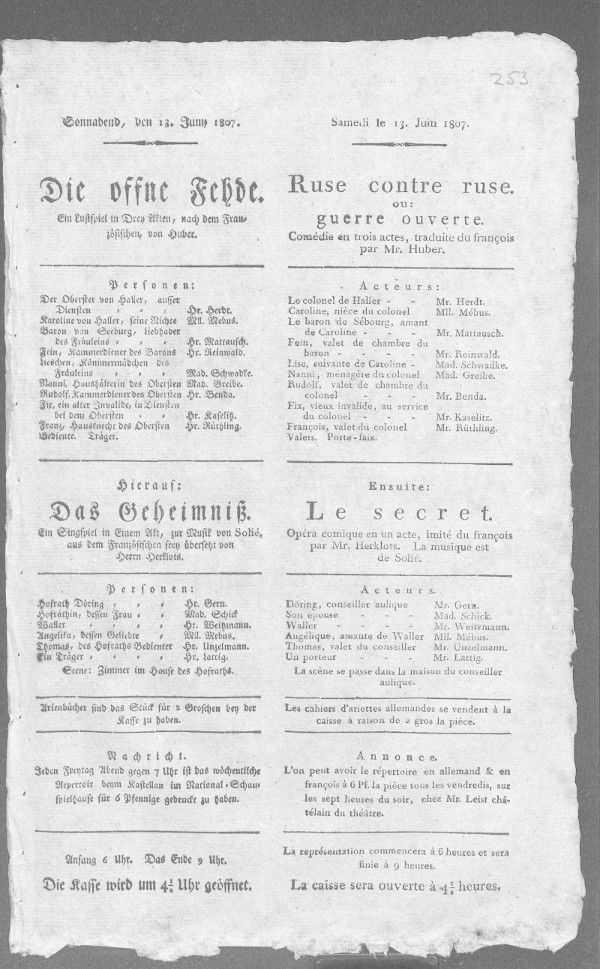 253
Sonnabend, den 13. Juny 1807.
Die offne Fehde.
Ein Lustspiel in Drey Akten, nach dem Fran-
zösischen, von Huber.
Personen:
Der Oberster von Haller, ausser
Diensten - - Hr. Herdt.
Karoline von Haller, seine Nichte Mll. Mebus.
Baron von Seeburg, Liebhaber
des Fräuleins - - Hr. Mattausch.
Fein, Kammerdiener des Barons Hr. Reinwald.
Lieschen, Kammermädchen des
Fräuleins - - Mad. Schwadke.
Nanni, Haushälterin des Obersten Mad. Greibe.
Rudolf, Kammerdiener des Obersten Hr. Benda.
Fix, ein alter Invalide, in Diensten
bei dem Obersten - - Hr. Kaselitz.
Franz, Hausknecht des Obersten Hr. Rüthling.
Bediente. Träger.
Hierauf:
Das Geheimniß.
Ein Singspiel in Einem Akt, zur Musik von Solié,
aus dem Französischen frey übersetzt von
Herrn Herklots.
Personen:
Hofrath Döring - - - Hr. Gern.
Hofräthin, dessen Frau - - Mad. Schick
Waller - - - Hr. Weitzmann.
Angelika, dessen Geliebte - Mll. Mebus.
Thomas, des Hofraths Bedienter Hr. Unzelmann.
Ein Träger - - - Hr. Lattig.
Scene: Zimmer im Hause des Hofraths.
Arienbücher sind das Stück für 2 Groschen bey der
Kasse zu haben.
Nachricht.
Jeden Freytag Abend gegen 7 Uhr ist das wöchentliche
Repertoir beym Kastellan im National-Schau-
spielhause für 6 Pfennige gedruckt zu haben.
Anfang 6 Uhr. Das Ende 9 Uhr.
Die Kasse wird um 4½ Uhr geöffnet.
Samedi le 13. Juin 1807.
Ruse contre ruse.
ou:
guerre ouverte.
Comédie en trois actes, traduite du françois
par Mr. Huber.
Acteurs:
Le colonel de Haller - - Mr. Herdt.
Caroline, nièce du colonel Mll. Mébus.
Le baron de Sébourg, amant
de Caroline - - - Mr. Mattausch.
Fein, valet de chambre du
baron - - - - Mr. Reinwald.
Lise, suivante de Caroline - Mad. Schwadke.
Nanni, ménagère du colonel Mad. Greibe.
Rudolf, valet de chambre du
colonel - - - Mr. Benda.
Fix, vieux invalide, au service
du colonel - - - Mr. Kaselitz.
François, valet du colonel Mr. Rüthling.
Valets. Porte-faix.
Ensuite:
Le secret.
Opéra comique en un acte, imité du françois
par Mr. Herklots. La musique est
de Solié.
Acteurs.
Döring, conseiller aulique Mr. Gern.
Son épouse - - - Mad. Schick.
Waller - - - - Mr. Weitzmann.
Angélique, amante de Waller Mll. Mébus.
Thomas, valet du conseiller Mr. Unzelmann.
Un porteur - - - Mr. Lattig.
La scène se passe dans la maison du conseiller
aulique.
Les cahiers d'ariettes allemandes se vendent à la
caisse à raison de 2 gros la pièce.
Annonce.
L'on peut avoir le répertoire en allemand & en
françois à 6 Pf. la pièce tous les vendredis, sur
les sept heures du soir, chez Mr. Leist châ-
télain du théâtre.
La représentation commencera à 6 heures et sera
finie à 9 heures.
La caisse sera ouverte à 4½ heures.